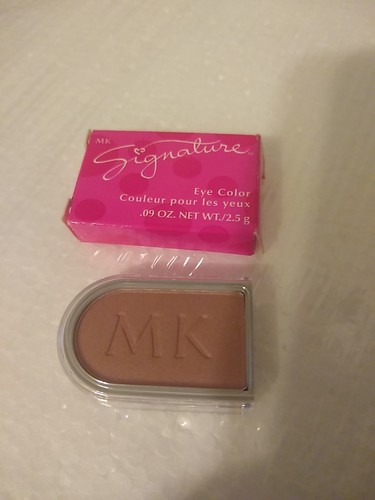 MK
Signature
Eye Color
Couleur pour les yeux
.09 OZ. NET WT./2.5 g
MK